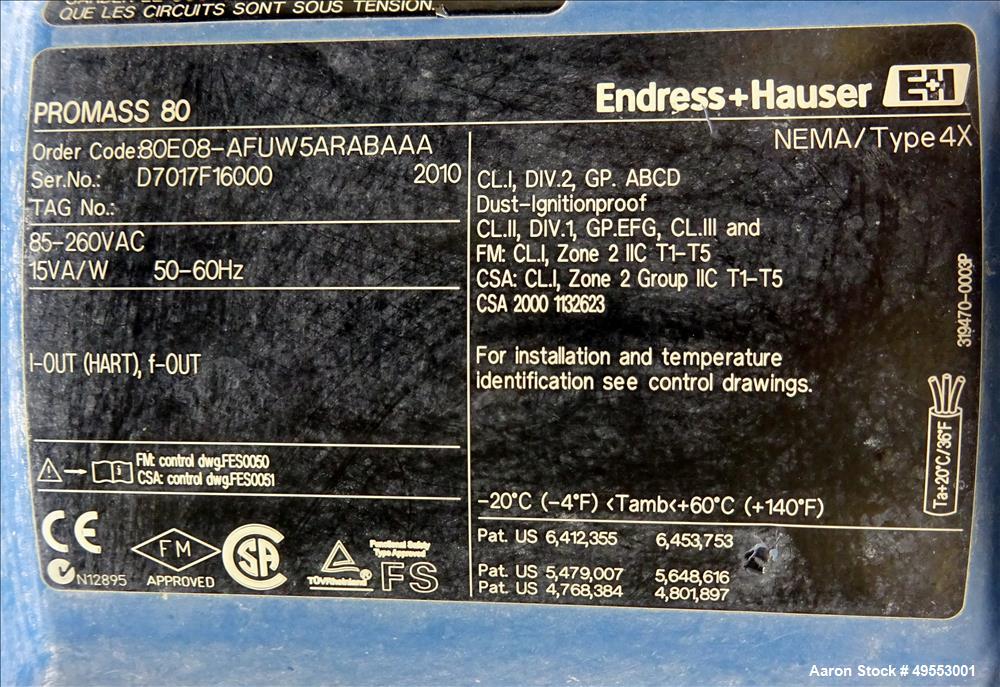 QUE LES CIRCUITS SONT SOUS TENSION.
PROMASS 80
Endress+Hauser E+H
Order Code:80E08-AFUW5ARABAAA
Ser.No.: D7017F16000 2010
TAG No.:
85-260VAC
15VA/W 50-60Hz
I-OUT (HART), f-OUT
FM: control dwg.FES0050
CSA: control dwg.FES0051
CE
N12895
FM
APPROVED
CSA
TÜVRheinland
Functional Safety
Type Approved
FS
NEMA/Type 4X
CL.I, DIV.2, GP. ABCD
Dust-Ignitionproof
CL.II, DIV.1, GP.EFG, CL.III and
FM: CL.I, Zone 2 IIC T1-T5
CSA: CL.I, Zone 2 Group IIC T1-T5
CSA 2000 1132623
319470-0003P
For installation and temperature
identification see control drawings.
Ta+20°C/36°F
-20°C (-4°F) <Tamb<+60°C (+140°F)
Pat. US 6,412,355 6,453,753
Pat. US 5,479,007 5,648,616
Pat. US 4,768,384 4,801,897
Aaron Stock # 49553001